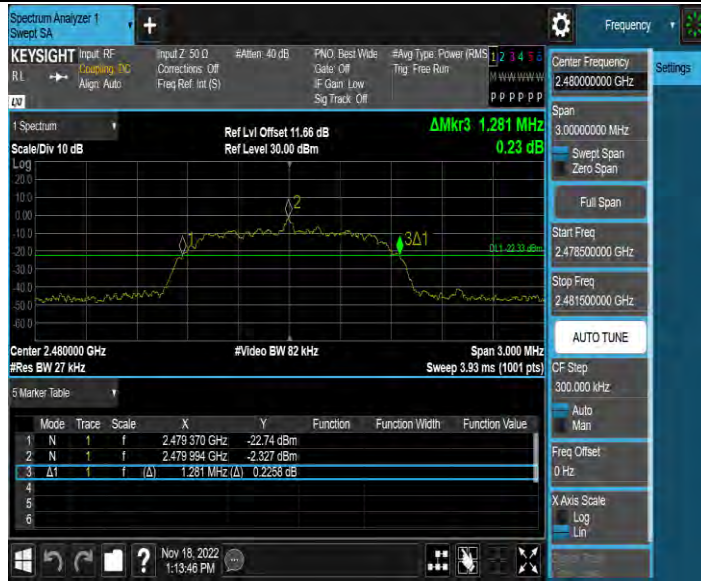 Spectrum Analyzer 1
Swept SA
+
Frequency
KEYSIGHT Input: RF
RL
Coupling: DC
Align: Auto
Input Z: 50 Ω
Corrections: Off
Freq Ref: Int (S)
#Atten: 40 dB
PNO: Best Wide
Gate: Off
IF Gain: Low
Sig Track: Off
#Avg Type: Power (RMS
Trig: Free Run
1 2 3 4 5 6
M W W W W W
P P P P P P
LXI
1 Spectrum
Scale/Div 10 dB
Ref Lvl Offset 11.66 dB
Ref Level 30.00 dBm
ΔMkr3 1.281 MHz
0.23 dB
Log
20.0
10.0
0.00
-10.0
-20.0
-30.0
-40.0
-50.0
-60.0
1
2
3Δ1
DL1 -22.33 dBm
Center 2.480000 GHz
#Res BW 27 kHz
#Video BW 82 kHz
Span 3.000 MHz
Sweep 3.93 ms (1001 pts)
5 Marker Table
Mode Trace Scale X Y Function Function Width Function Value
1 N 1 f 2.479 370 GHz -22.74 dBm
2 N 1 f 2.479 994 GHz -2.327 dBm
3 Δ1 1 f (Δ) 1.281 MHz (Δ) 0.2258 dB
4
5
6
Nov 18, 2022
1:13:46 PM
Center Frequency
2.480000000 GHz
Settings
Span
3.00000000 MHz
Swept Span
Zero Span
Full Span
Start Freq
2.478500000 GHz
Stop Freq
2.481500000 GHz
AUTO TUNE
CF Step
300.000 kHz
Auto
Man
Freq Offset
0 Hz
X Axis Scale
Log
Lin